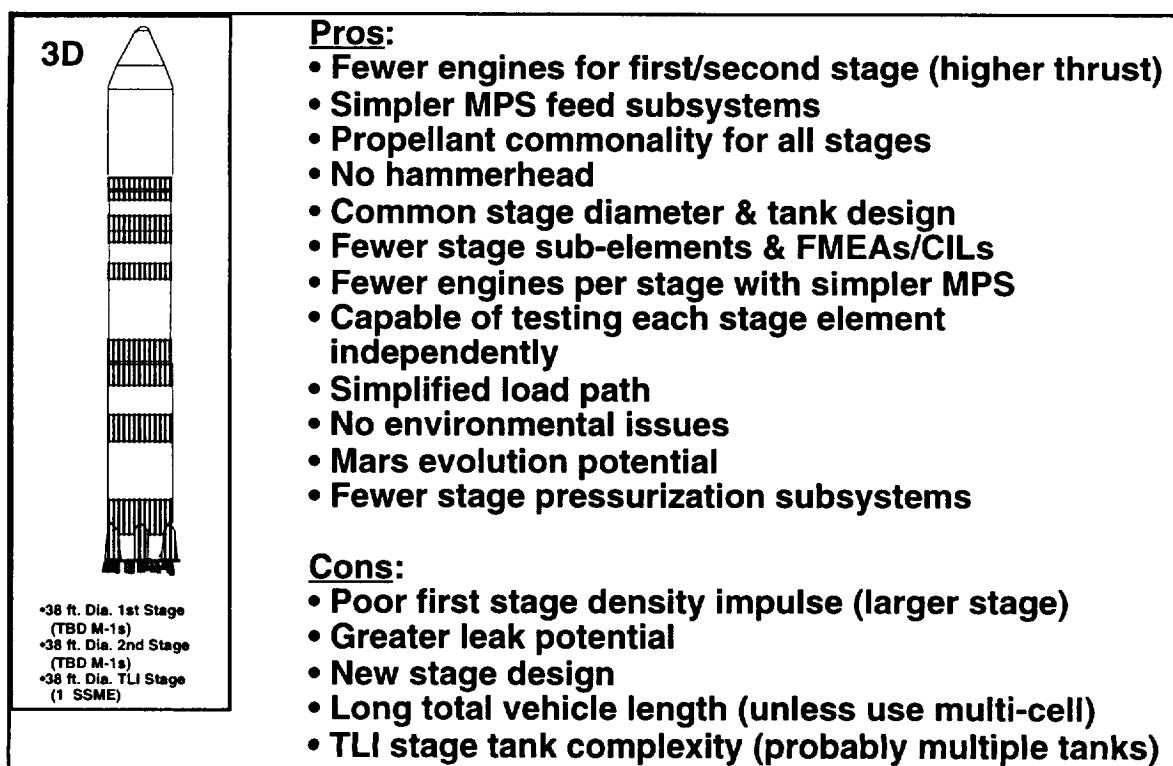 3D
•38 ft. Dia. 1st Stage
(TBD M-1s)
•38 ft. Dia. 2nd Stage
(TBD M-1s)
•38 ft. Dia. TLI Stage
(1 SSME)
Pros:
• Fewer engines for first/second stage (higher thrust)
• Simpler MPS feed subsystems
• Propellant commonality for all stages
• No hammerhead
• Common stage diameter & tank design
• Fewer stage sub-elements & FMEAs/CILs
• Fewer engines per stage with simpler MPS
• Capable of testing each stage element
independently
• Simplified load path
• No environmental issues
• Mars evolution potential
• Fewer stage pressurization subsystems
Cons:
• Poor first stage density impulse (larger stage)
• Greater leak potential
• New stage design
• Long total vehicle length (unless use multi-cell)
• TLI stage tank complexity (probably multiple tanks)